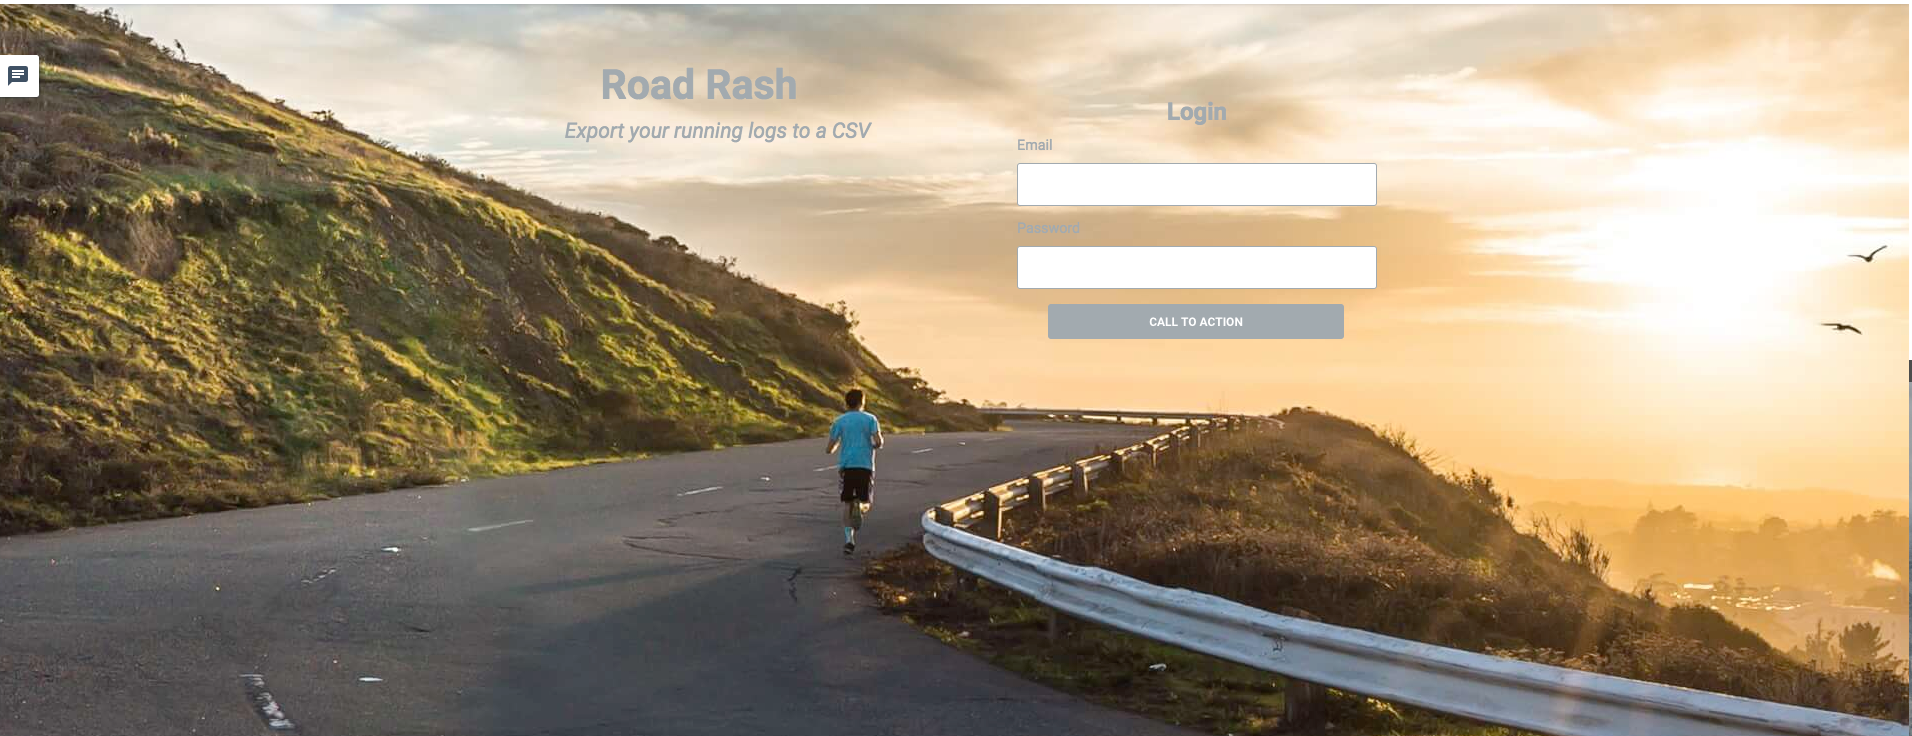 Road Rash
Export your running logs to a CSV
Login
Email
Password
CALL TO ACTION